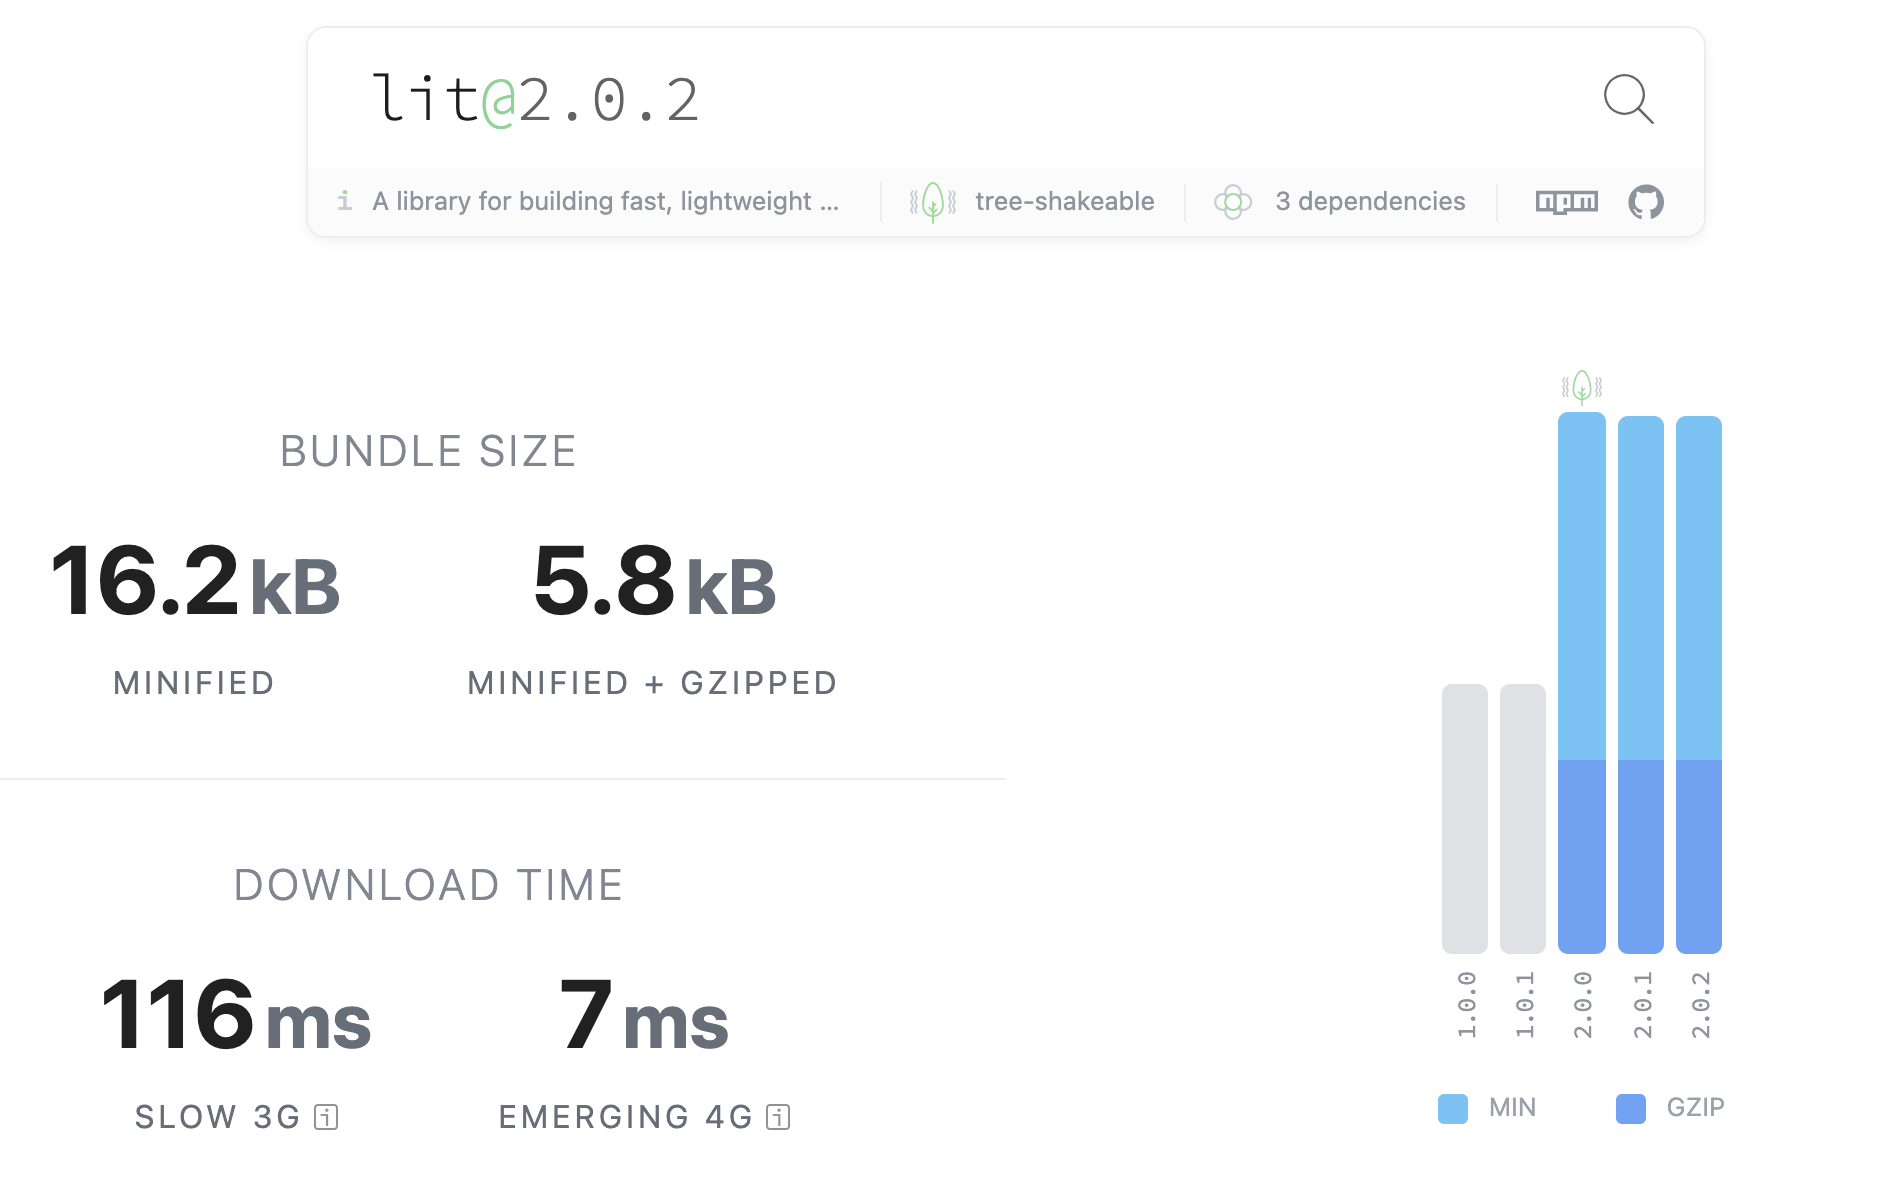 lit@2.0.2
i A library for building fast, lightweight ... tree-shakeable 3 dependencies npm
BUNDLE SIZE
16.2 kB 5.8 kB
MINIFIED MINIFIED + GZIPPED
DOWNLOAD TIME
116 ms 7 ms
SLOW 3G i EMERGING 4G i
1.0.0 1.0.1 2.0.0 2.0.1 2.0.2
MIN GZIP